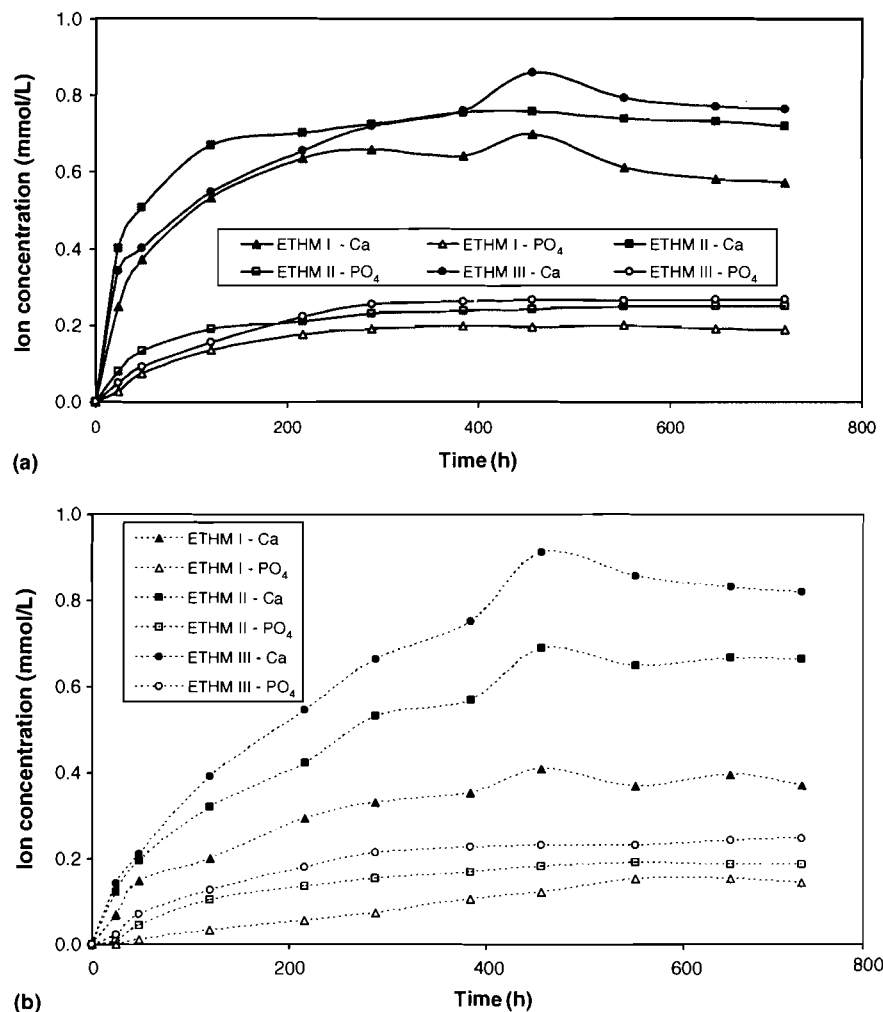 1.0
0.8
0.6
0.4
0.2
0.0
Ion concentration (mmol/L)
ETHM I - Ca
ETHM I - PO₄
ETHM II - Ca
ETHM II - PO₄
ETHM III - Ca
ETHM III - PO₄
0
200
400
600
800
Time (h)
(a)
1.0
0.8
0.6
0.4
0.2
0.0
Ion concentration (mmol/L)
ETHM I - Ca
ETHM I - PO₄
ETHM II - Ca
ETHM II - PO₄
ETHM III - Ca
ETHM III - PO₄
0
200
400
600
800
Time (h)
(b)